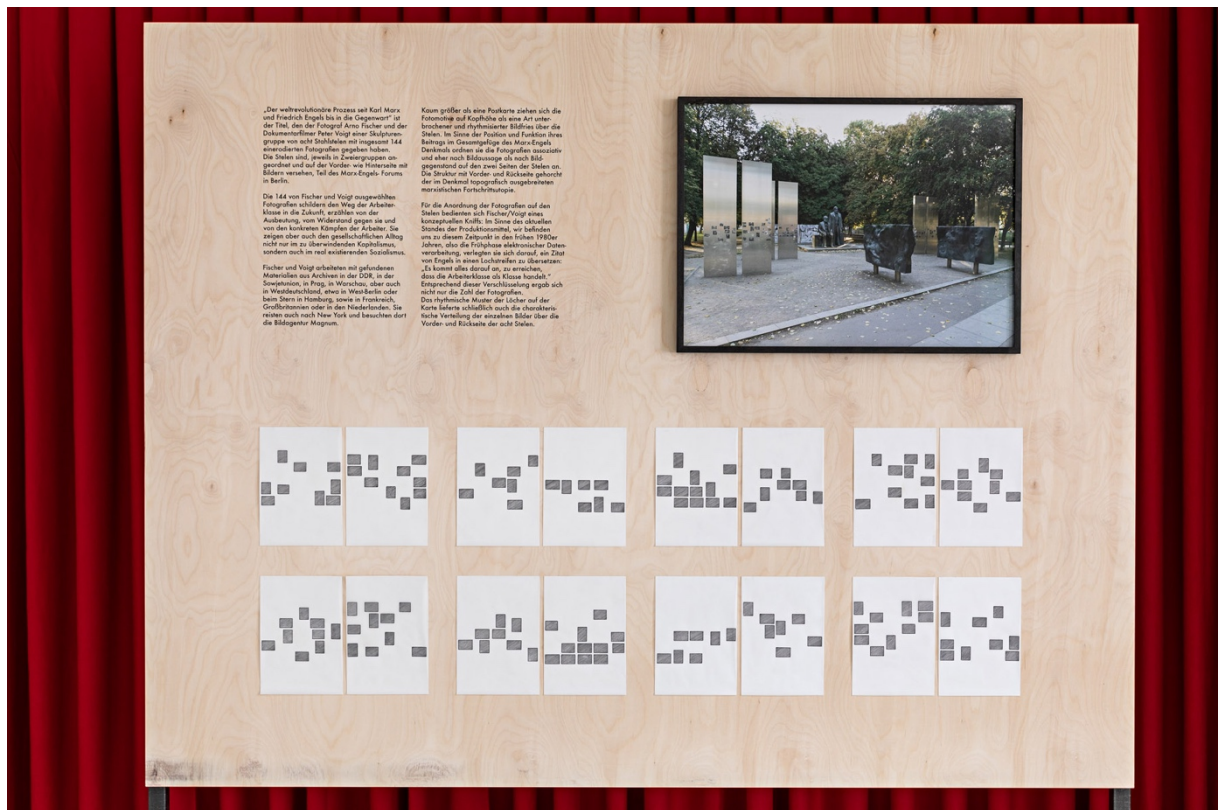 „Der weltrevolutionäre Prozess seit Karl Marx
und Friedrich Engels bis in die Gegenwart“ ist
der Titel, den der Fotograf Arno Fischer und der
Dokumentarfilmer Peter Voigt einer Skulpturen-
gruppe von acht Stahlstelen mit insgesamt 144
einerodierten Fotografien gegeben haben.
Die Stelen sind, jeweils in Zweiergruppen an-
geordnet und auf der Vorder- wie Hinterseite mit
Bildern versehen, Teil des Marx-Engels- Forums
in Berlin.
Die 144 von Fischer und Voigt ausgewählten
Fotografien schildern den Weg der Arbeiter-
klasse in die Zukunft, erzählen von der
Ausbeutung, vom Widerstand gegen sie und
von den konkreten Kämpfen der Arbeiter. Sie
zeigen aber auch den gesellschaftlichen Alltag
nicht nur im zu überwindenden Kapitalismus,
sondern auch im real existierenden Sozialismus.
Fischer und Voigt arbeiteten mit gefundenen
Materialien aus Archiven in der DDR, in der
Sowjetunion, in Prag, in Warschau, aber auch
in Westdeutschland, etwa in West-Berlin oder
beim Stern in Hamburg, sowie in Frankreich,
Großbritannien oder in den Niederlanden. Sie
reisten auch nach New York und besuchten dort
die Bildagentur Magnum.
Kaum größer als eine Postkarte ziehen sich die
Fotomotive auf Kopfhöhe als eine Art unter-
brochener und rhythmisierter Bildfries über die
Stelen. Im Sinne der Position und Funktion ihres
Beitrags im Gesamtgefüge des Marx-Engels
Denkmals ordnen sie die Fotografien assoziativ
und eher nach Bildaussage als nach Bild-
gegenstand auf den zwei Seiten der Stelen an.
Die Struktur mit Vorder- und Rückseite gehorcht
der im Denkmal topografisch ausgebreiteten
marxistischen Fortschrittsutopie.
Für die Anordnung der Fotografien auf den
Stelen bedienten sich Fischer/Voigt eines
konzeptuellen Kniffs: Im Sinne des aktuellen
Standes der Produktionsmittel, wir befinden
uns zu diesem Zeitpunkt in den frühen 1980er
Jahren, also die Frühphase elektronischer Daten-
verarbeitung, verlegten sie sich darauf, ein Zitat
von Engels in einen Lochstreifen zu übersetzen:
„Es kommt alles darauf an, zu erreichen,
dass die Arbeiterklasse als Klasse handelt.“
Entsprechend dieser Verschlüsselung ergab sich
nicht nur die Zahl der Fotografien.
Das rhythmische Muster der Löcher auf der
Karte lieferte schließlich auch die charakteris-
tische Verteilung der einzelnen Bilder über die
Vorder- und Rückseite der acht Stelen.